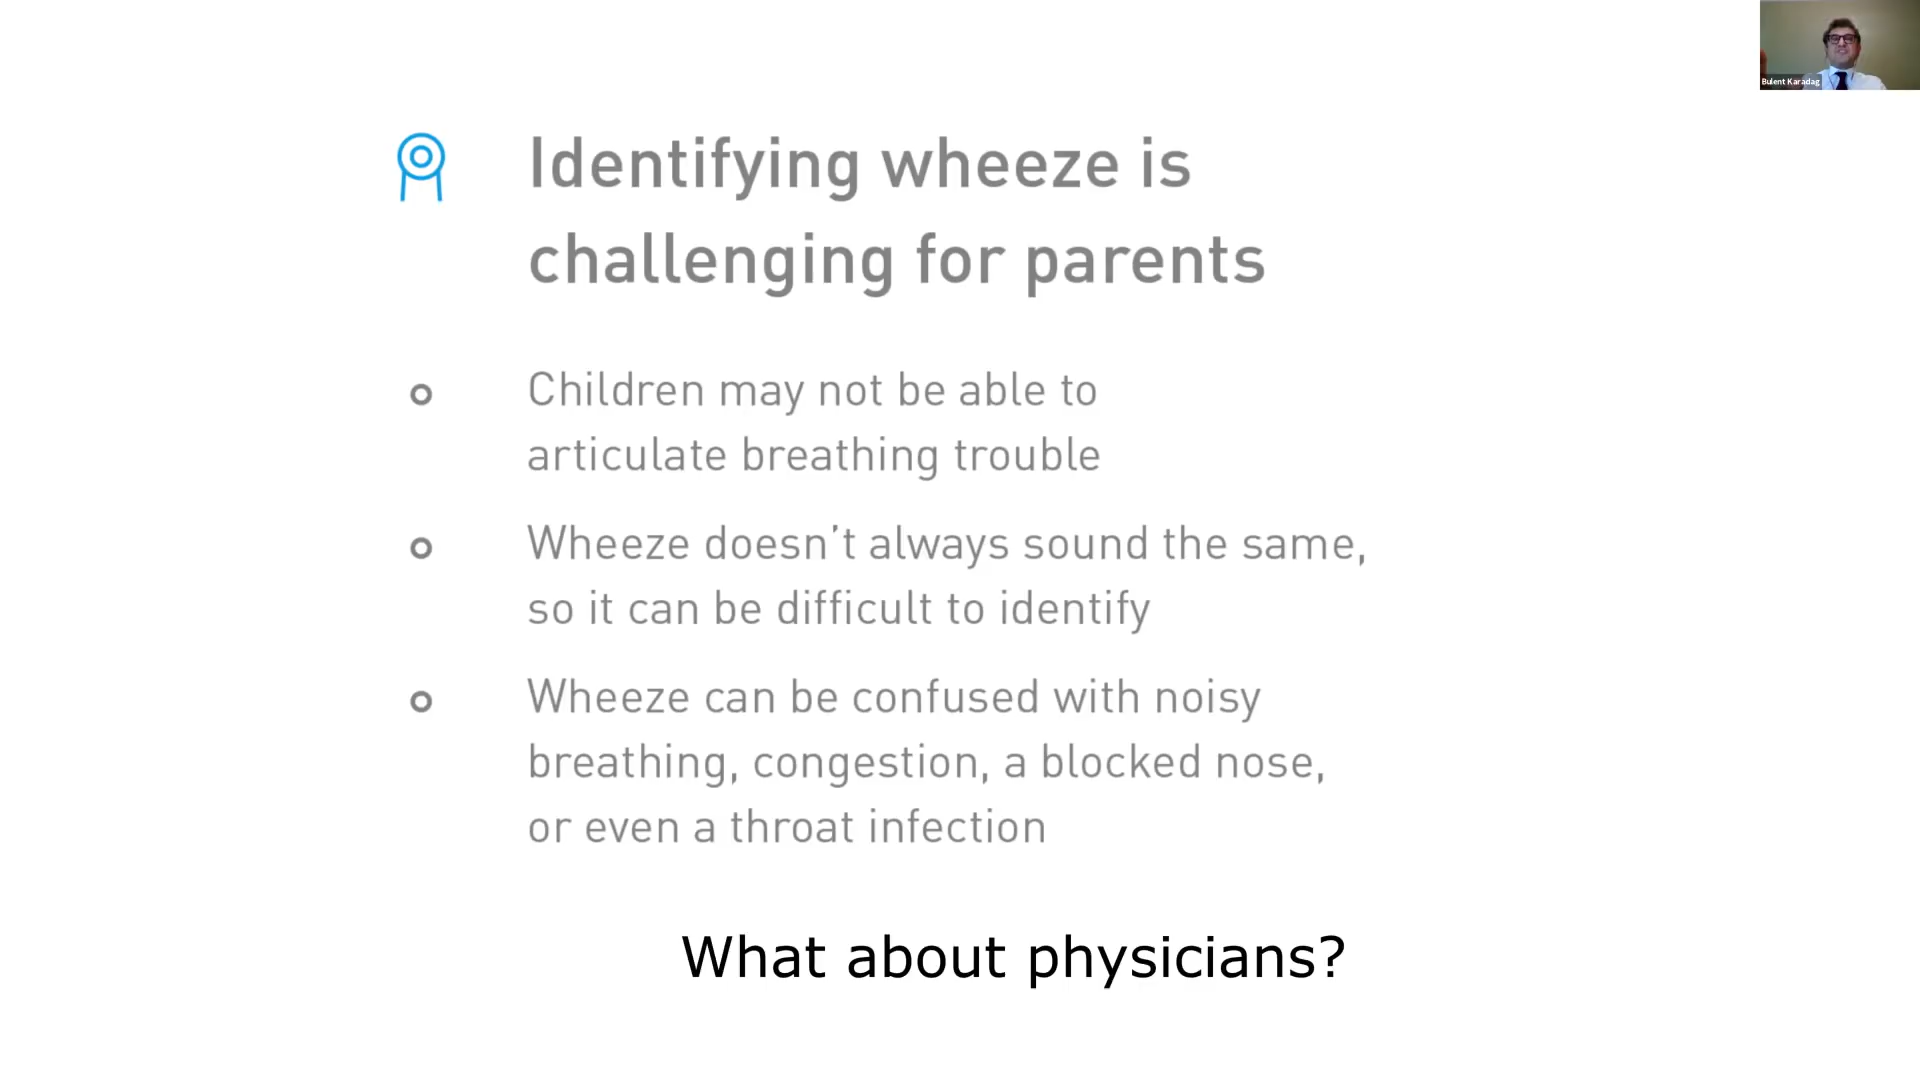 Bulent Karadag
Identifying wheeze is
challenging for parents
Children may not be able to
articulate breathing trouble
Wheeze doesn't always sound the same,
so it can be difficult to identify
Wheeze can be confused with noisy
breathing, congestion, a blocked nose,
or even a throat infection
What about physicians?